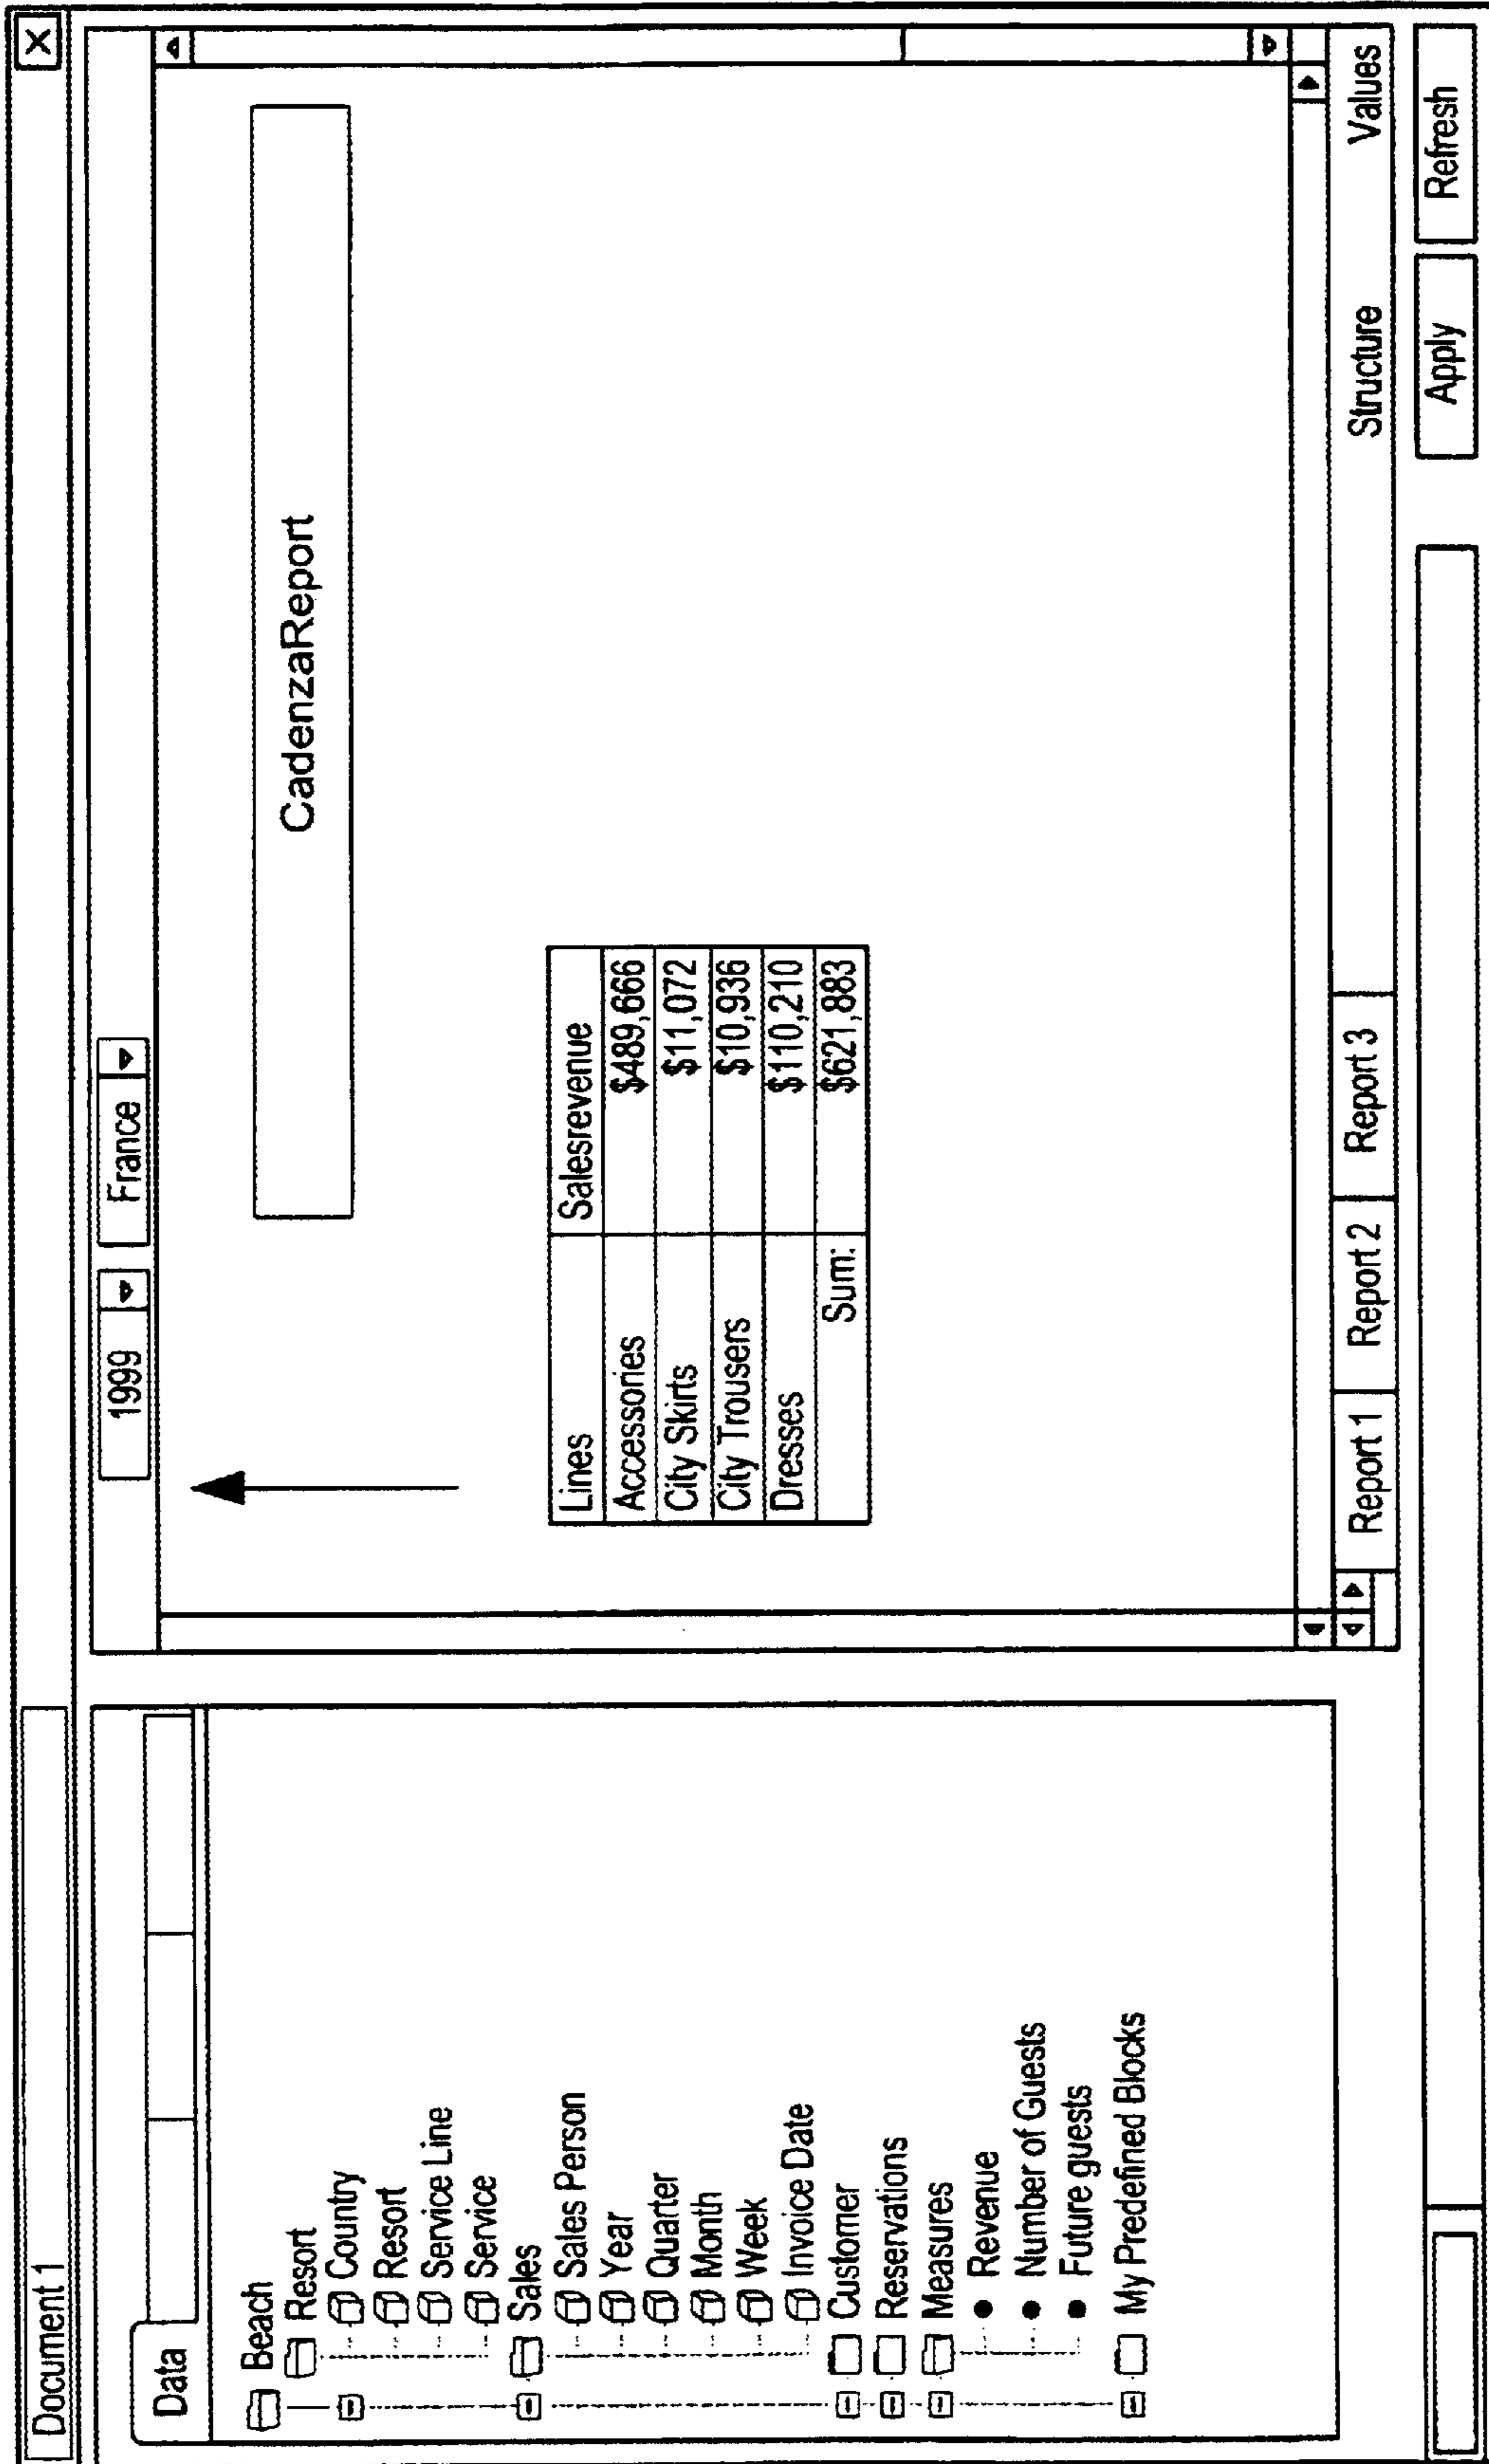 Document 1
Data
Beach
Resort
Country
Resort
Service Line
Service
Sales
Sales Person
Year
Quarter
Month
Week
Invoice Date
Customer
Reservations
Measures
Revenue
Number of Guests
Future guests
My Predefined Blocks
1999 France
CadenzaReport
Lines Salesrevenue
Accessories $489,666
City Skirts $11,072
City Trousers $10,936
Dresses $110,210
Sum: $621,883
Report 1 Report 2 Report 3 Structure Values
Apply Refresh